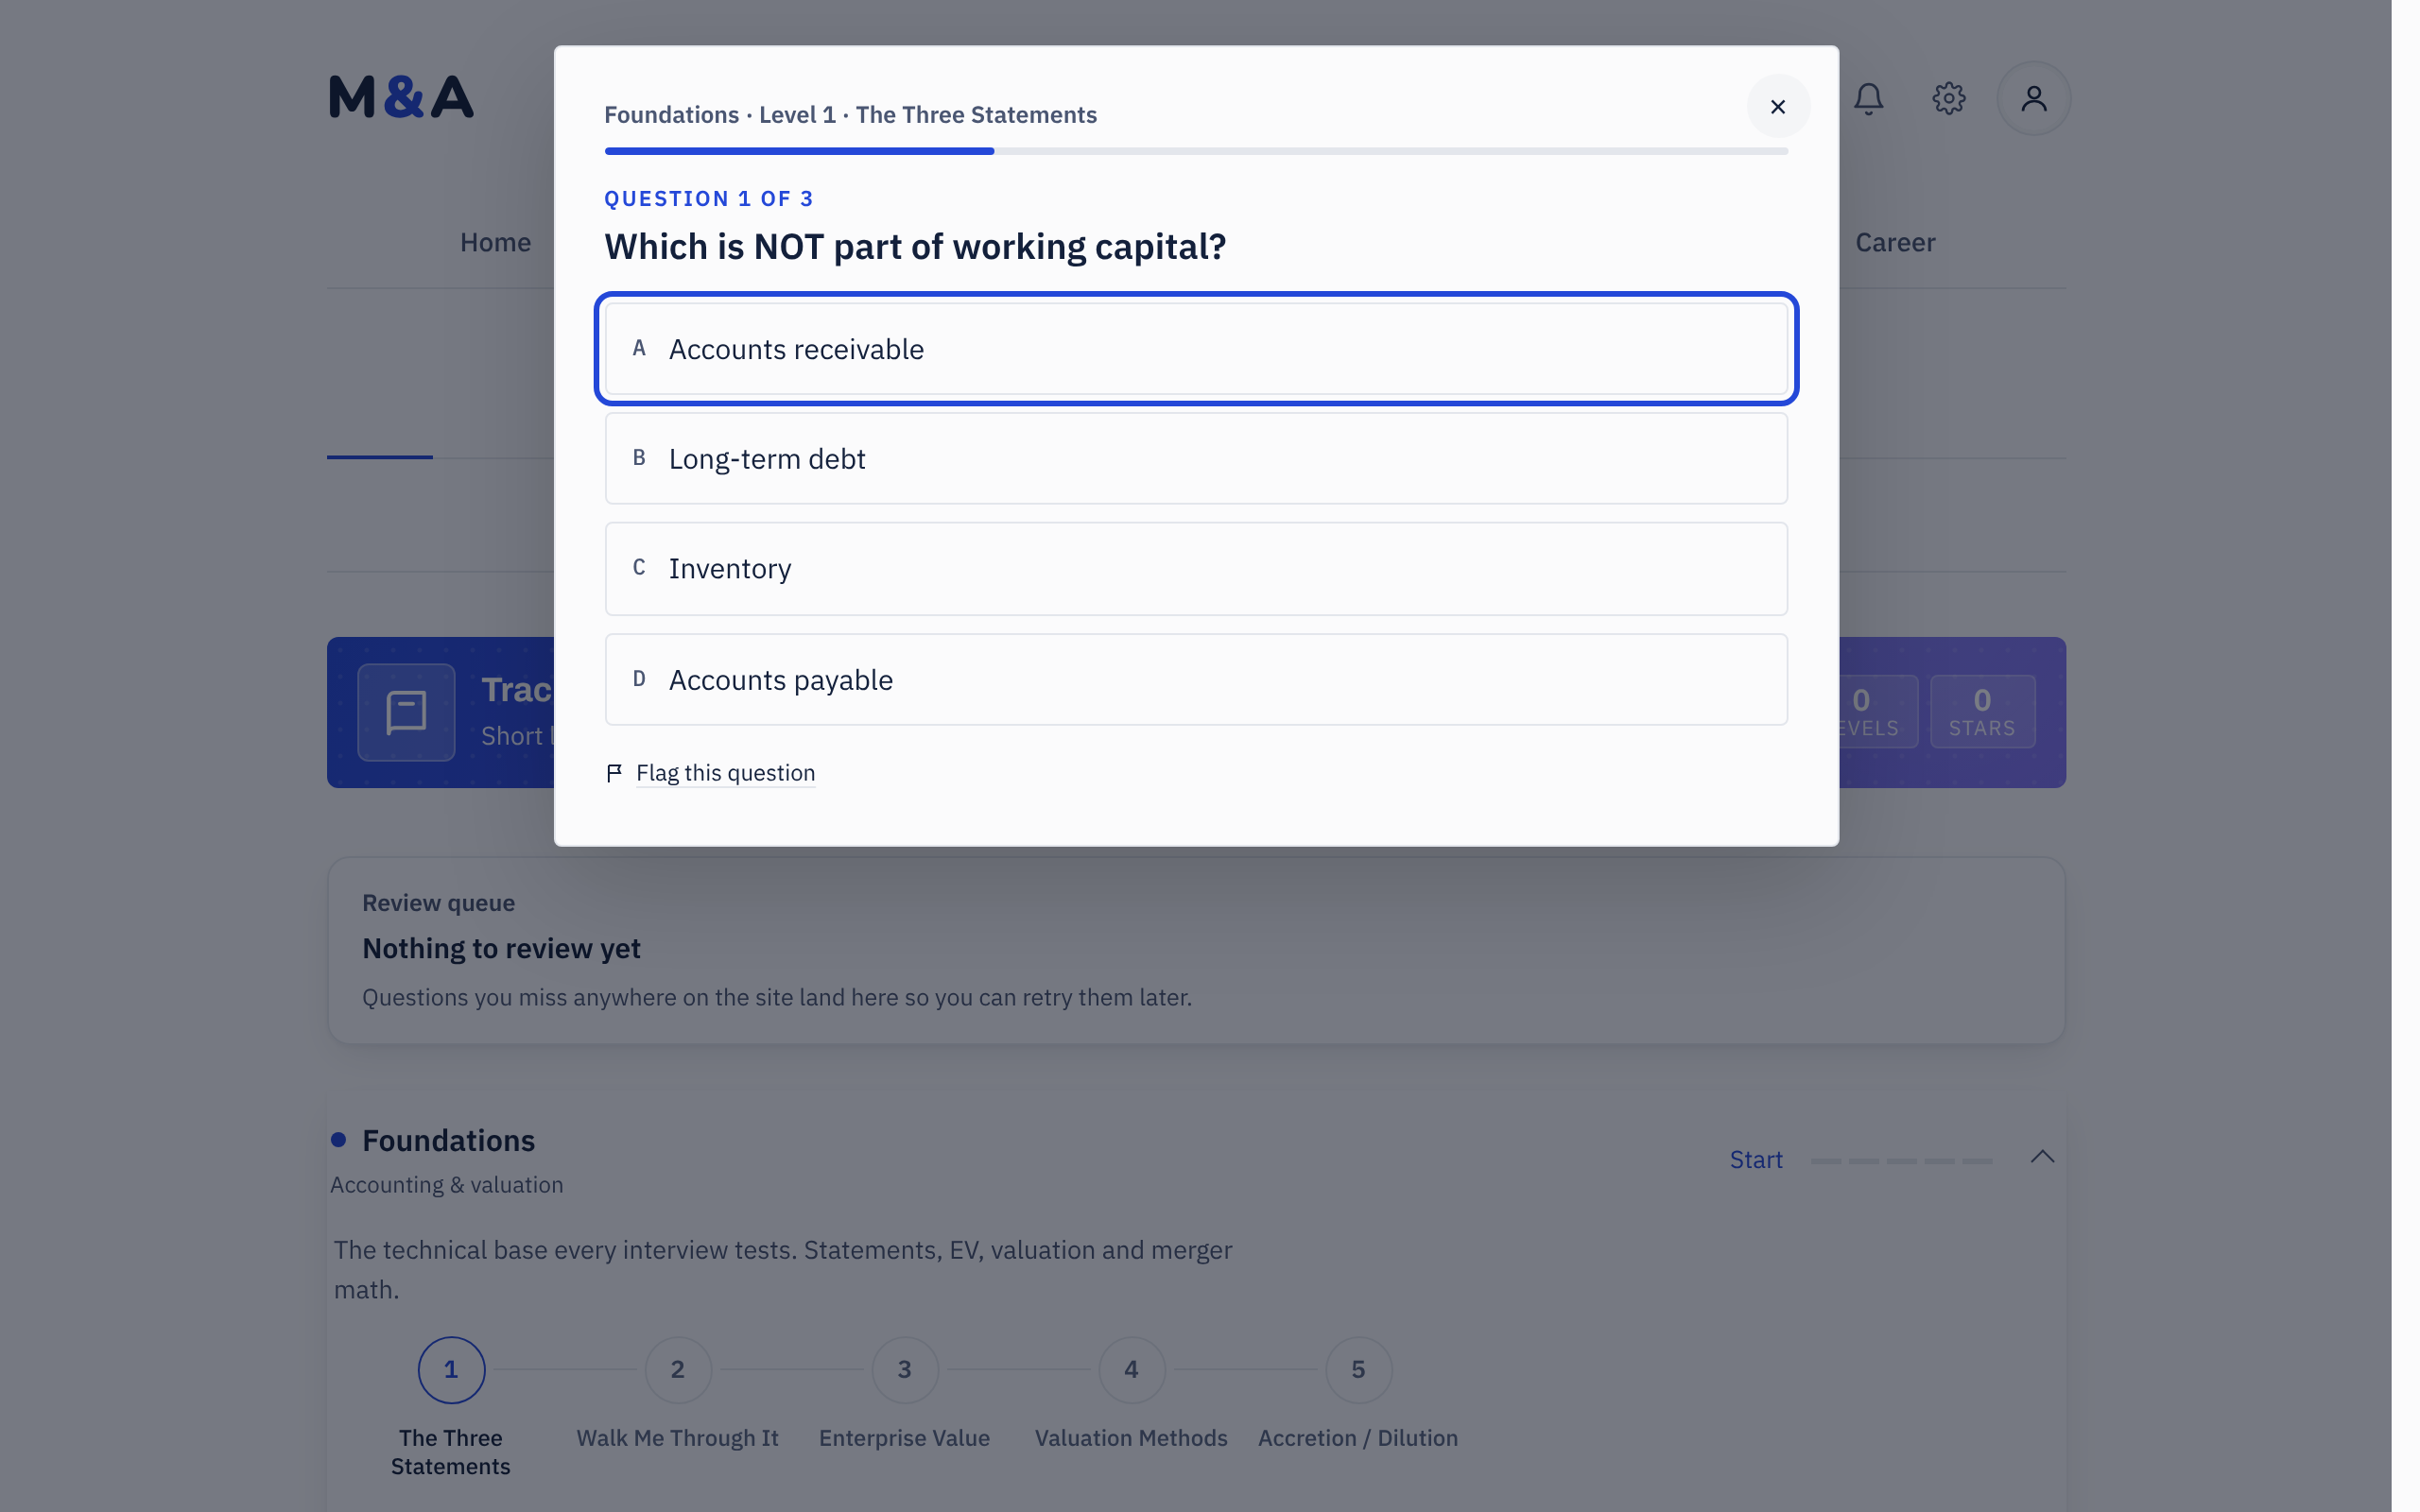 M&A
Foundations · Level 1 · The Three Statements
QUESTION 1 OF 3
Which is NOT part of working capital?
A Accounts receivable
B Long-term debt
C Inventory
D Accounts payable
Flag this question
Home
Career
Trac
Short
0
EVELS
0
STARS
Review queue
Nothing to review yet
Questions you miss anywhere on the site land here so you can retry them later.
Foundations
Accounting & valuation
Start
The technical base every interview tests. Statements, EV, valuation and merger
math.
1
2
3
4
5
The Three
Statements
Walk Me Through It
Enterprise Value
Valuation Methods
Accretion / Dilution